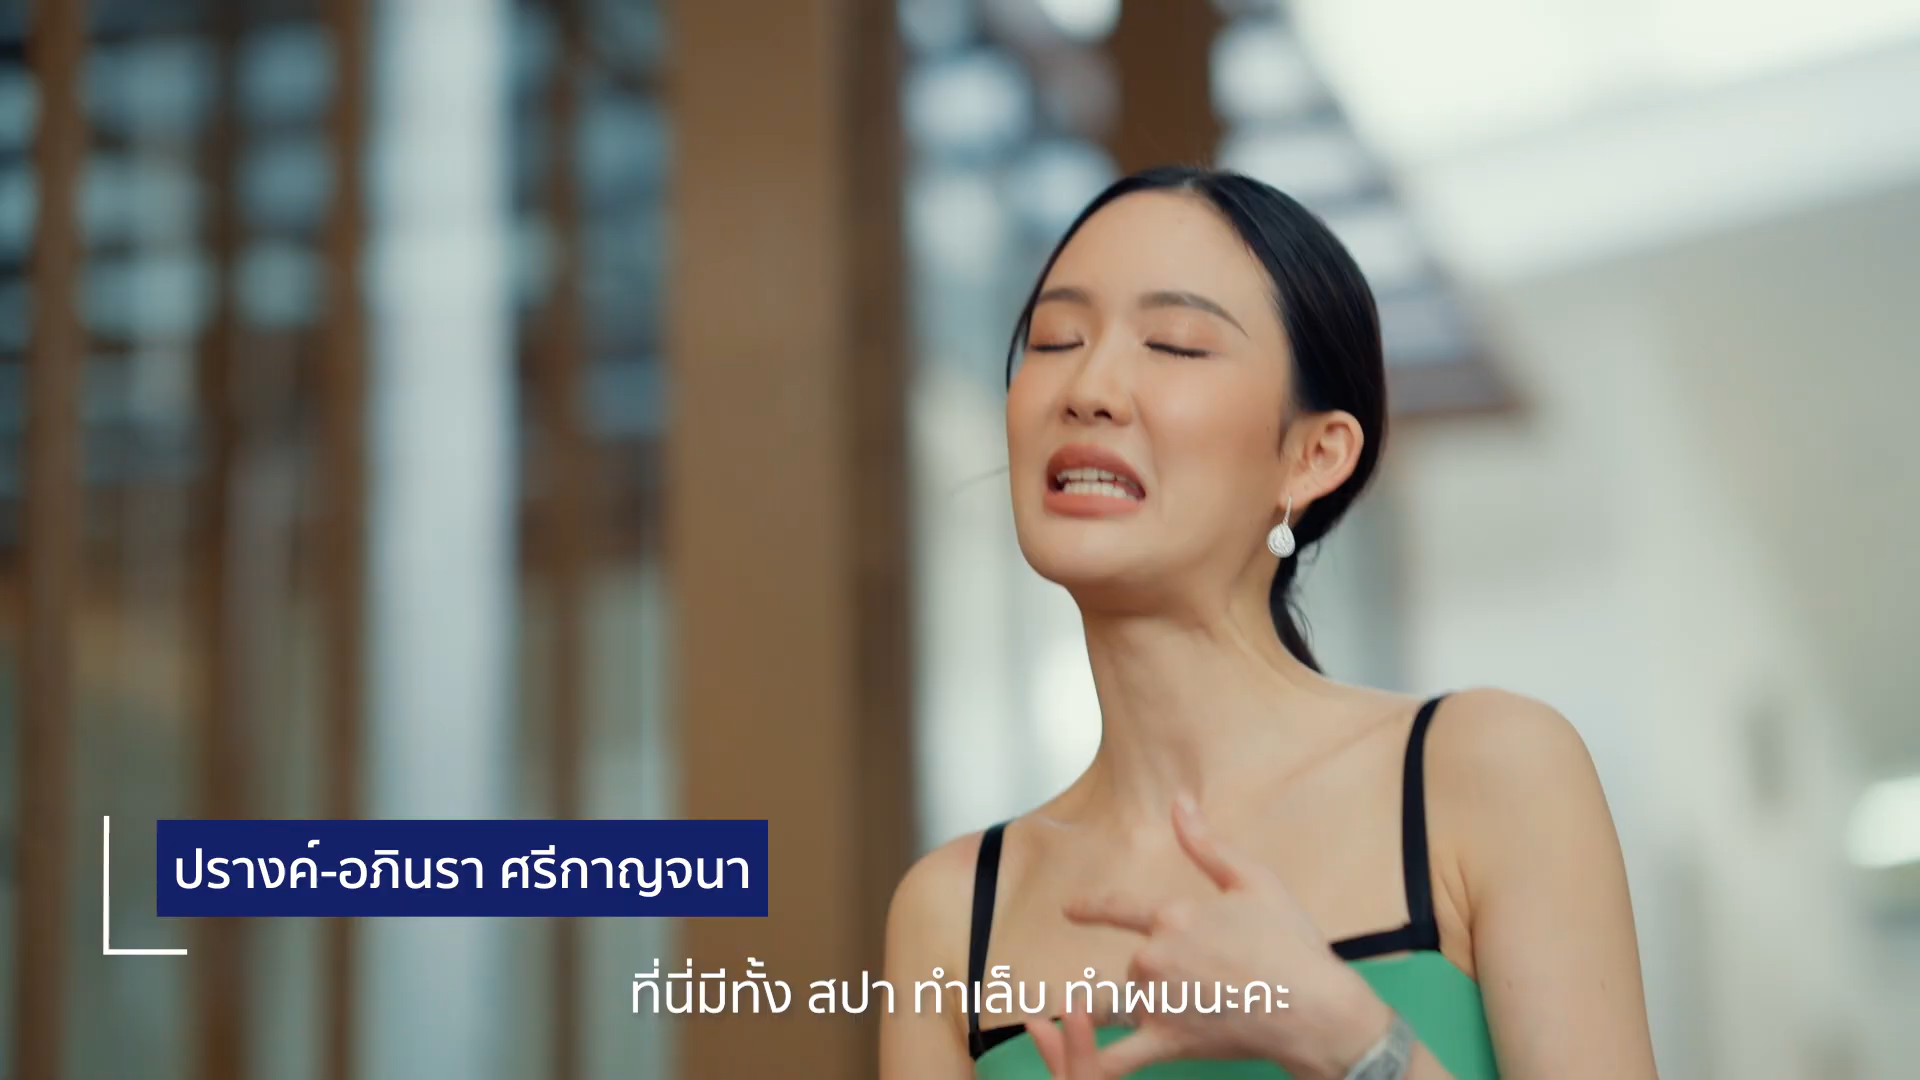 ปรางค์-อภินรา ศรีกาญจนา
ที่นี่มีทั้ง สปา ทำเล็บ ทำผมนะคะ